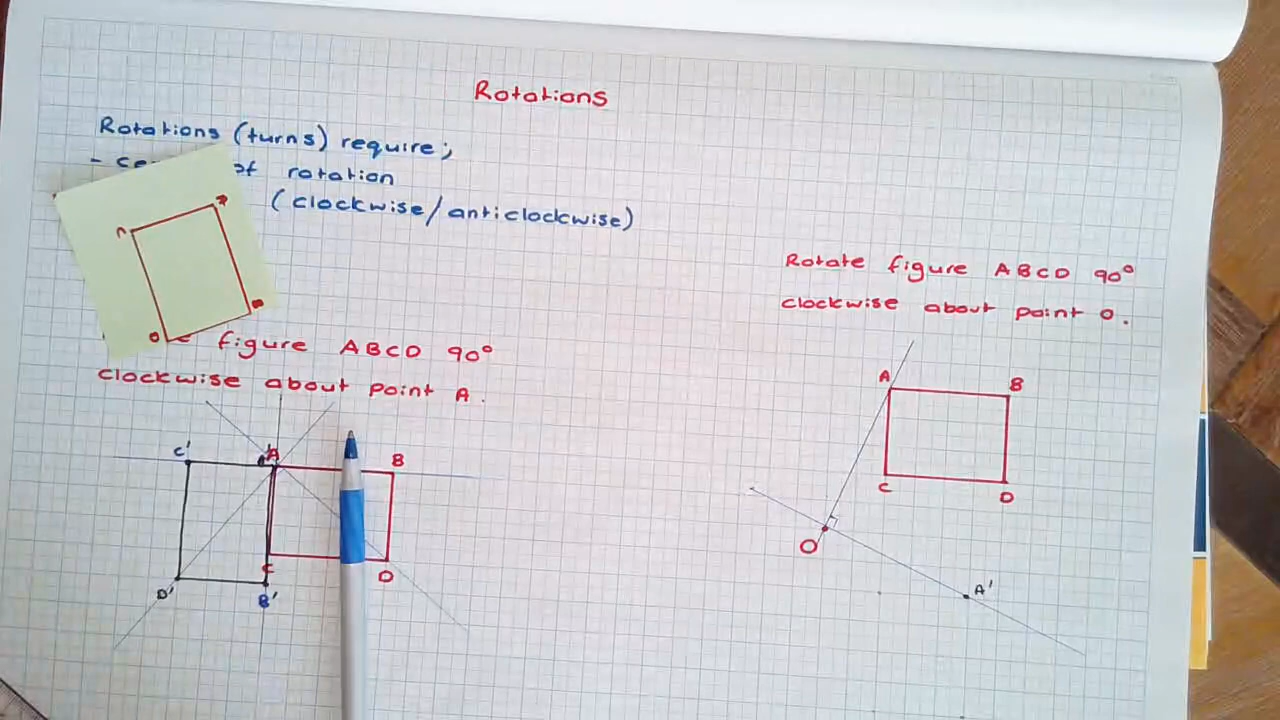 Rotations
Rotations (turns) require;
- of rotation
(clockwise/anticlockwise)
figure ABCD 90°
clockwise about point A.
C' A B
C D
D' B'
Rotate figure ABCD 90°
clockwise about point O.
A B
C D
O
A'